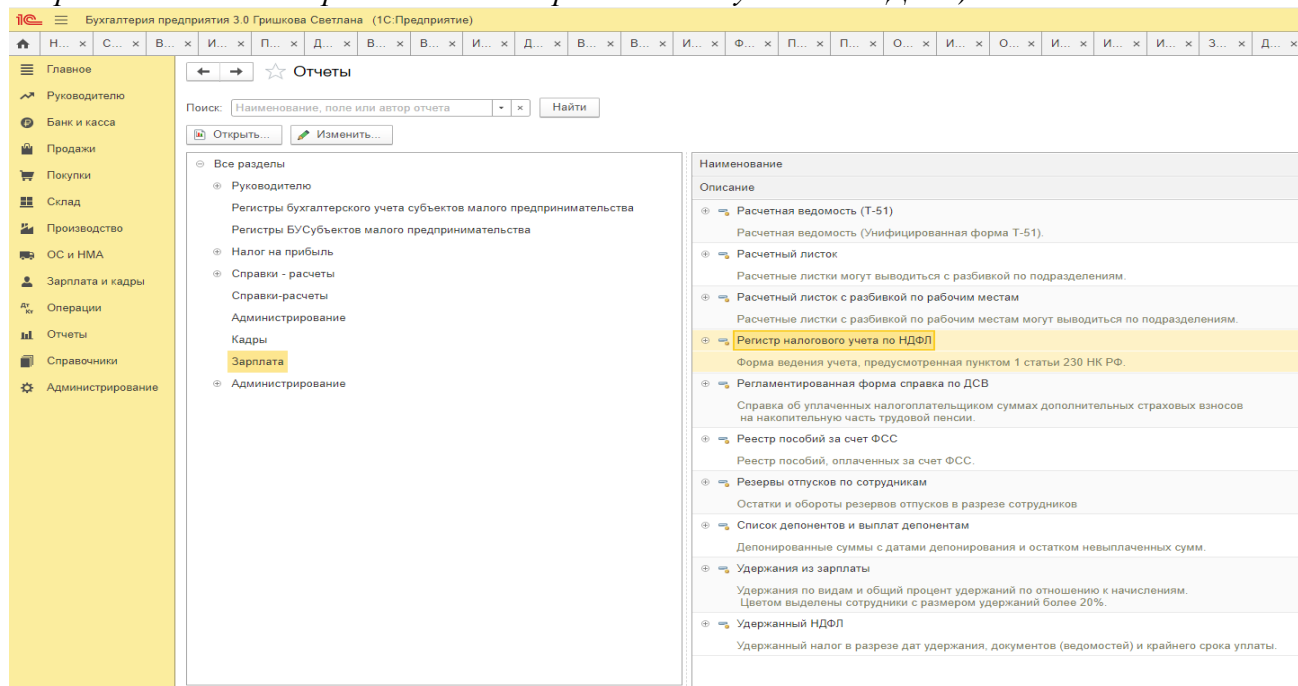 1С Бухгалтерия предприятия 3.0 Гришкова Светлана (1С:Предприятие)
Н... × С... × В... × И... × П... × Д... × В... × В... × И... × Д... × В... × В... × И... × Ф... × П... × П... × О... × И... × О... × И... × И... × И... × З... × Д... ×
Главное
Руководителю
Банк и касса
Продажи
Покупки
Склад
Производство
ОС и НМА
Зарплата и кадры
Операции
Отчеты
Справочники
Администрирование
Отчеты
Поиск: Наименование, поле или автор отчета × Найти
Открыть... Изменить...
Все разделы
Руководителю
Регистры бухгалтерского учета субъектов малого предпринимательства
Регистры БУСубъектов малого предпринимательства
Налог на прибыль
Справки - расчеты
Справки-расчеты
Администрирование
Кадры
Зарплата
Администрирование
Наименование
Описание
Расчетная ведомость (Т-51)
Расчетная ведомость (Унифицированная форма Т-51).
Расчетный листок
Расчетные листки могут выводиться с разбивкой по подразделениям.
Расчетный листок с разбивкой по рабочим местам
Расчетные листки с разбивкой по рабочим местам могут выводиться по подразделениям.
Регистр налогового учета по НДФЛ
Форма ведения учета, предусмотренная пунктом 1 статьи 230 НК РФ.
Регламентированная форма справка по ДСВ
Справка об уплаченных налогоплательщиком суммах дополнительных страховых взносов
на накопительную часть трудовой пенсии.
Реестр пособий за счет ФСС
Реестр пособий, оплаченных за счет ФСС.
Резервы отпусков по сотрудникам
Остатки и обороты резервов отпусков в разрезе сотрудников
Список депонентов и выплат депонентам
Депонированные суммы с датами депонирования и остатком невыплаченных сумм.
Удержания из зарплаты
Удержания по видам и общий процент удержаний по отношению к начислениям.
Цветом выделены сотрудники с размером удержаний более 20%.
Удержанный НДФЛ
Удержанный налог в разрезе дат удержания, документов (ведомостей) и крайнего срока уплаты.